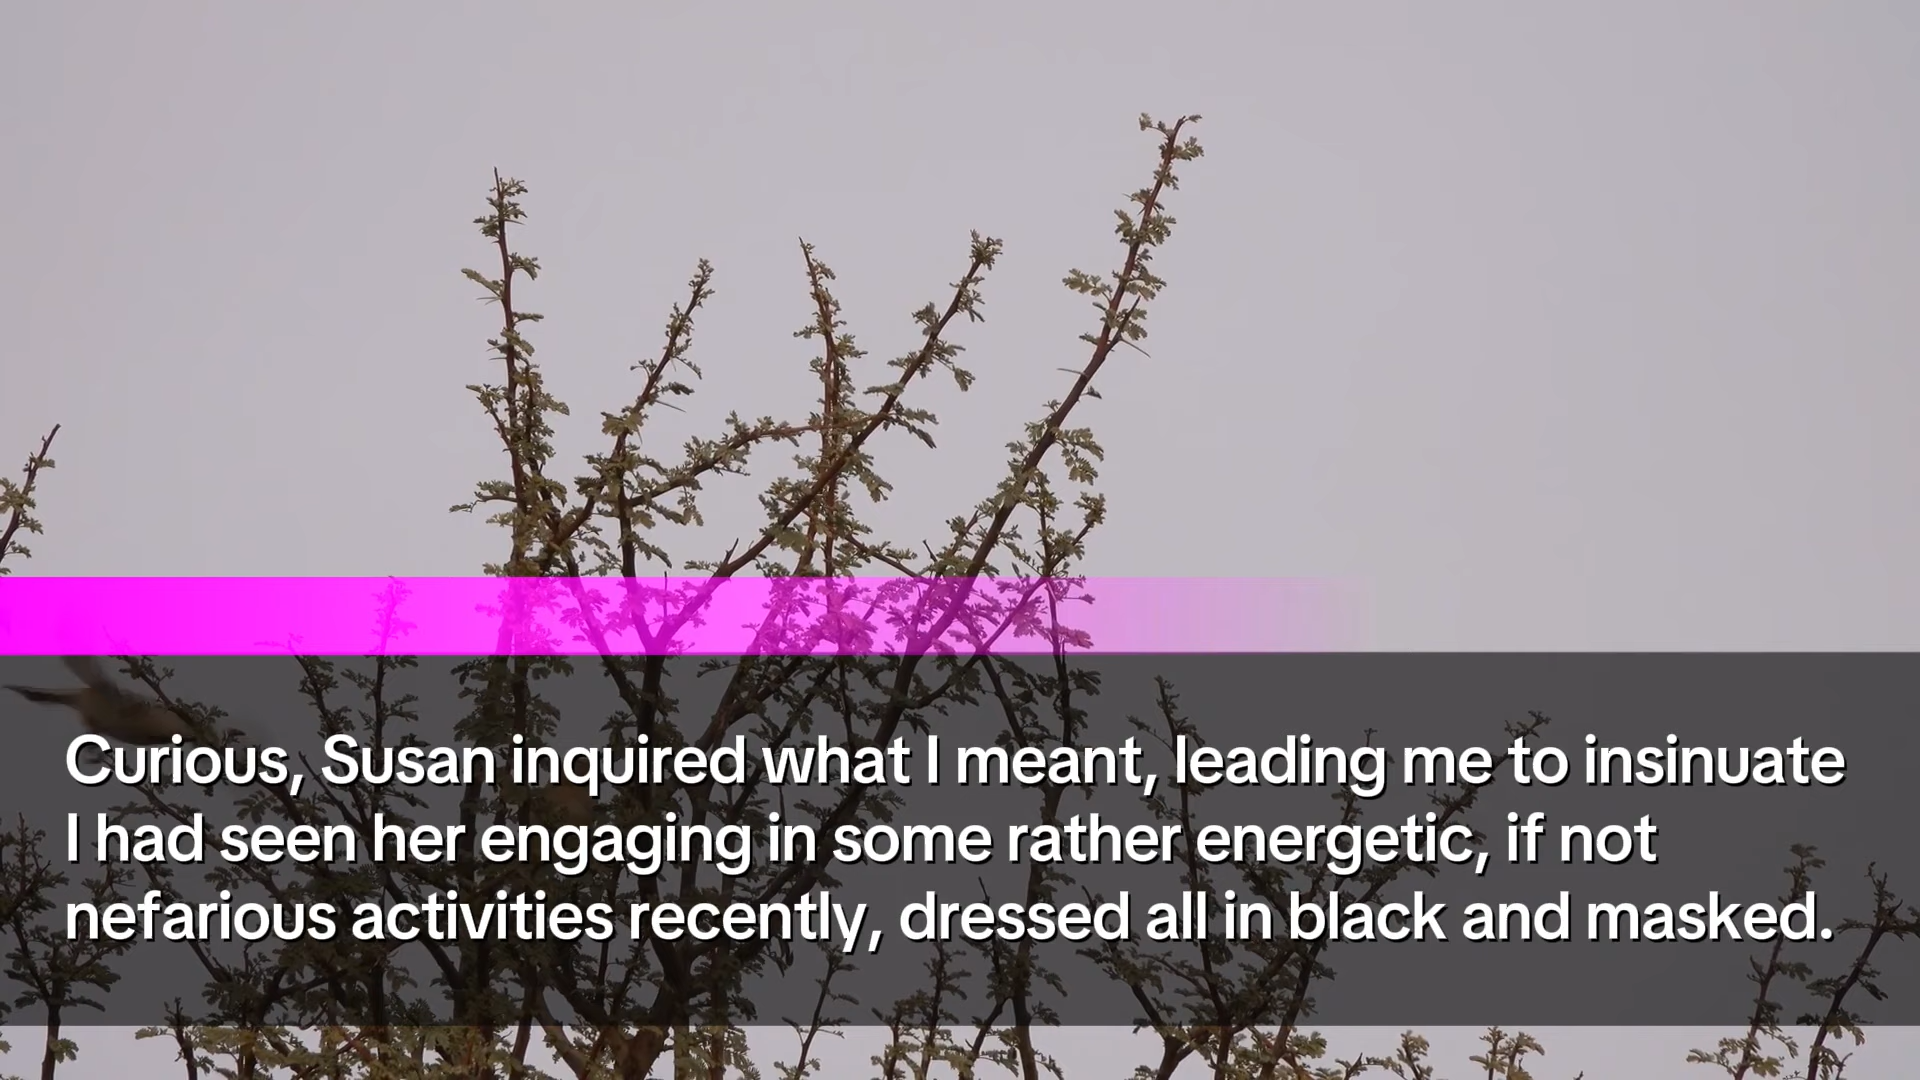 Curious, Susan inquired what I meant, leading me to insinuate
I had seen her engaging in some rather energetic, if not
nefarious activities recently, dressed all in black and masked.